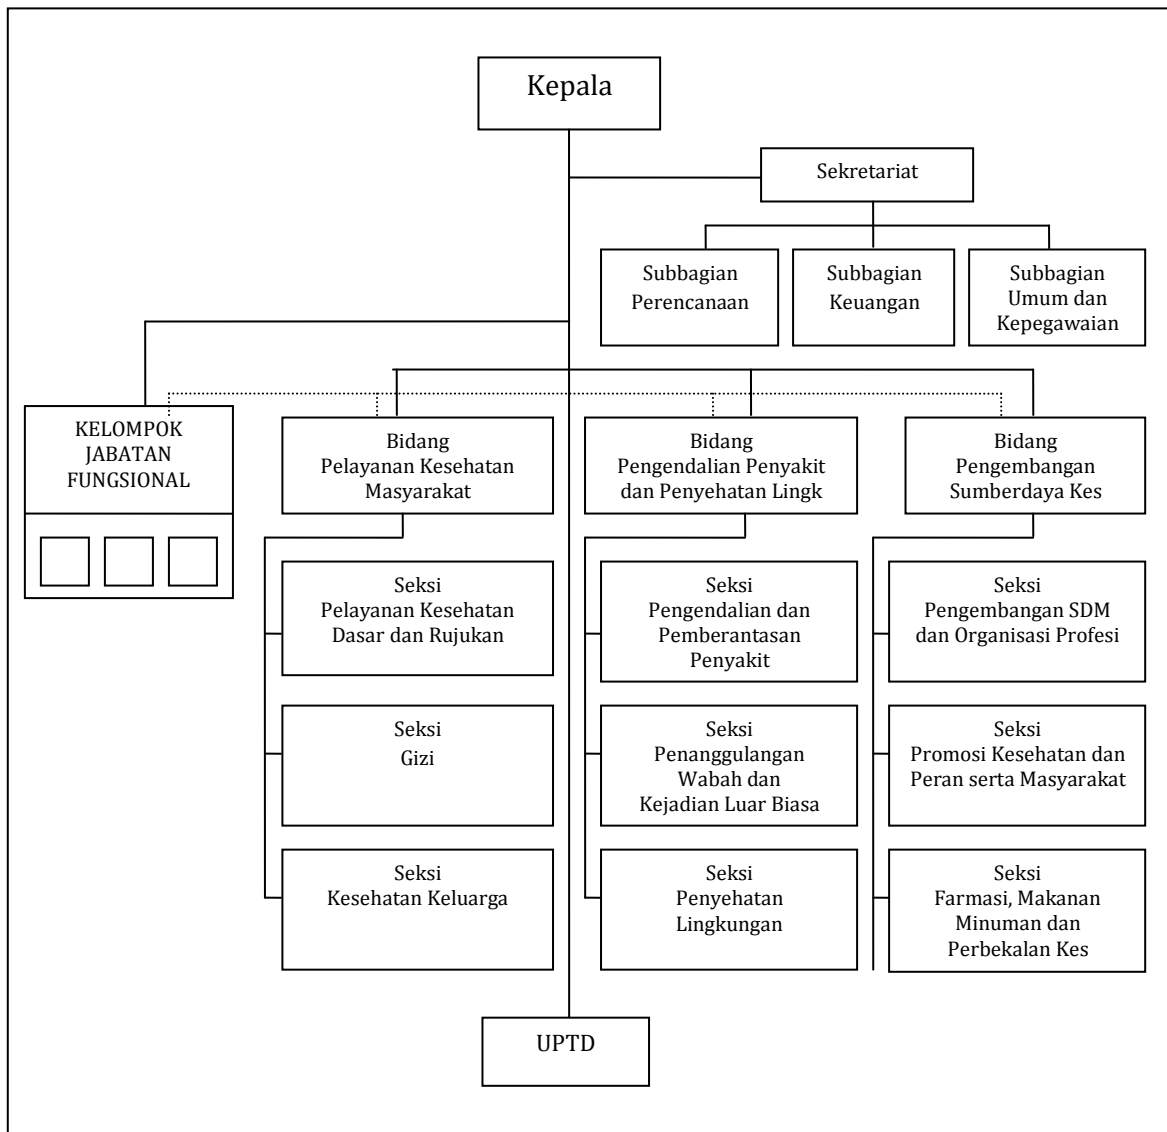 Kepala
Sekretariat
Subbagian
Perencanaan
Subbagian
Keuangan
Subbagian
Umum dan
Kepegawaian
KELOMPOK
JABATAN
FUNGSIONAL
Bidang
Pelayanan Kesehatan
Masyarakat
Bidang
Pengendalian Penyakit
dan Penyehatan Lingk
Bidang
Pengembangan
Sumberdaya Kes
Seksi
Pelayanan Kesehatan
Dasar dan Rujukan
Seksi
Pengendalian dan
Pemberantasan
Penyakit
Seksi
Pengembangan SDM
dan Organisasi Profesi
Seksi
Gizi
Seksi
Penanggulangan
Wabah dan
Kejadian Luar Biasa
Seksi
Promosi Kesehatan dan
Peran serta Masyarakat
Seksi
Kesehatan Keluarga
Seksi
Penyehatan
Lingkungan
Seksi
Farmasi, Makanan
Minuman dan
Perbekalan Kes
UPTD